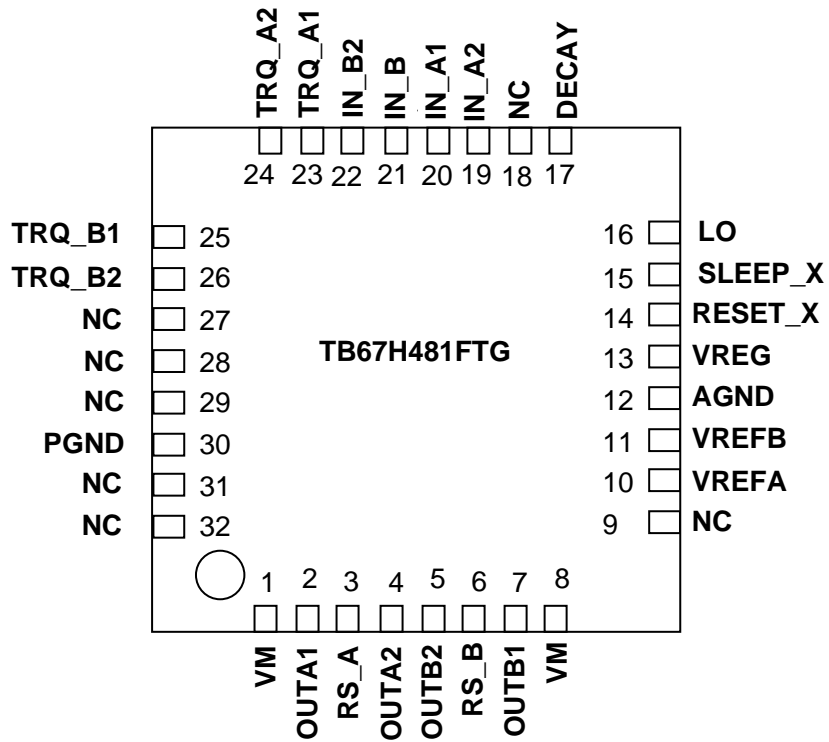 TRQ_A2 TRQ_A1 IN_B2 IN_B IN_A1 IN_A2 NC DECAY
24 23 22 21 20 19 18 17
TRQ_B1 25 16 LO
TRQ_B2 26 15 SLEEP_X
NC 27 14 RESET_X
NC 28 TB67H481FTG 13 VREG
NC 29 12 AGND
PGND 30 11 VREFB
NC 31 10 VREFA
NC 32 9 NC
1 2 3 4 5 6 7 8
VM OUTA1 RS_A OUTA2 OUTB2 RS_B OUTB1 VM